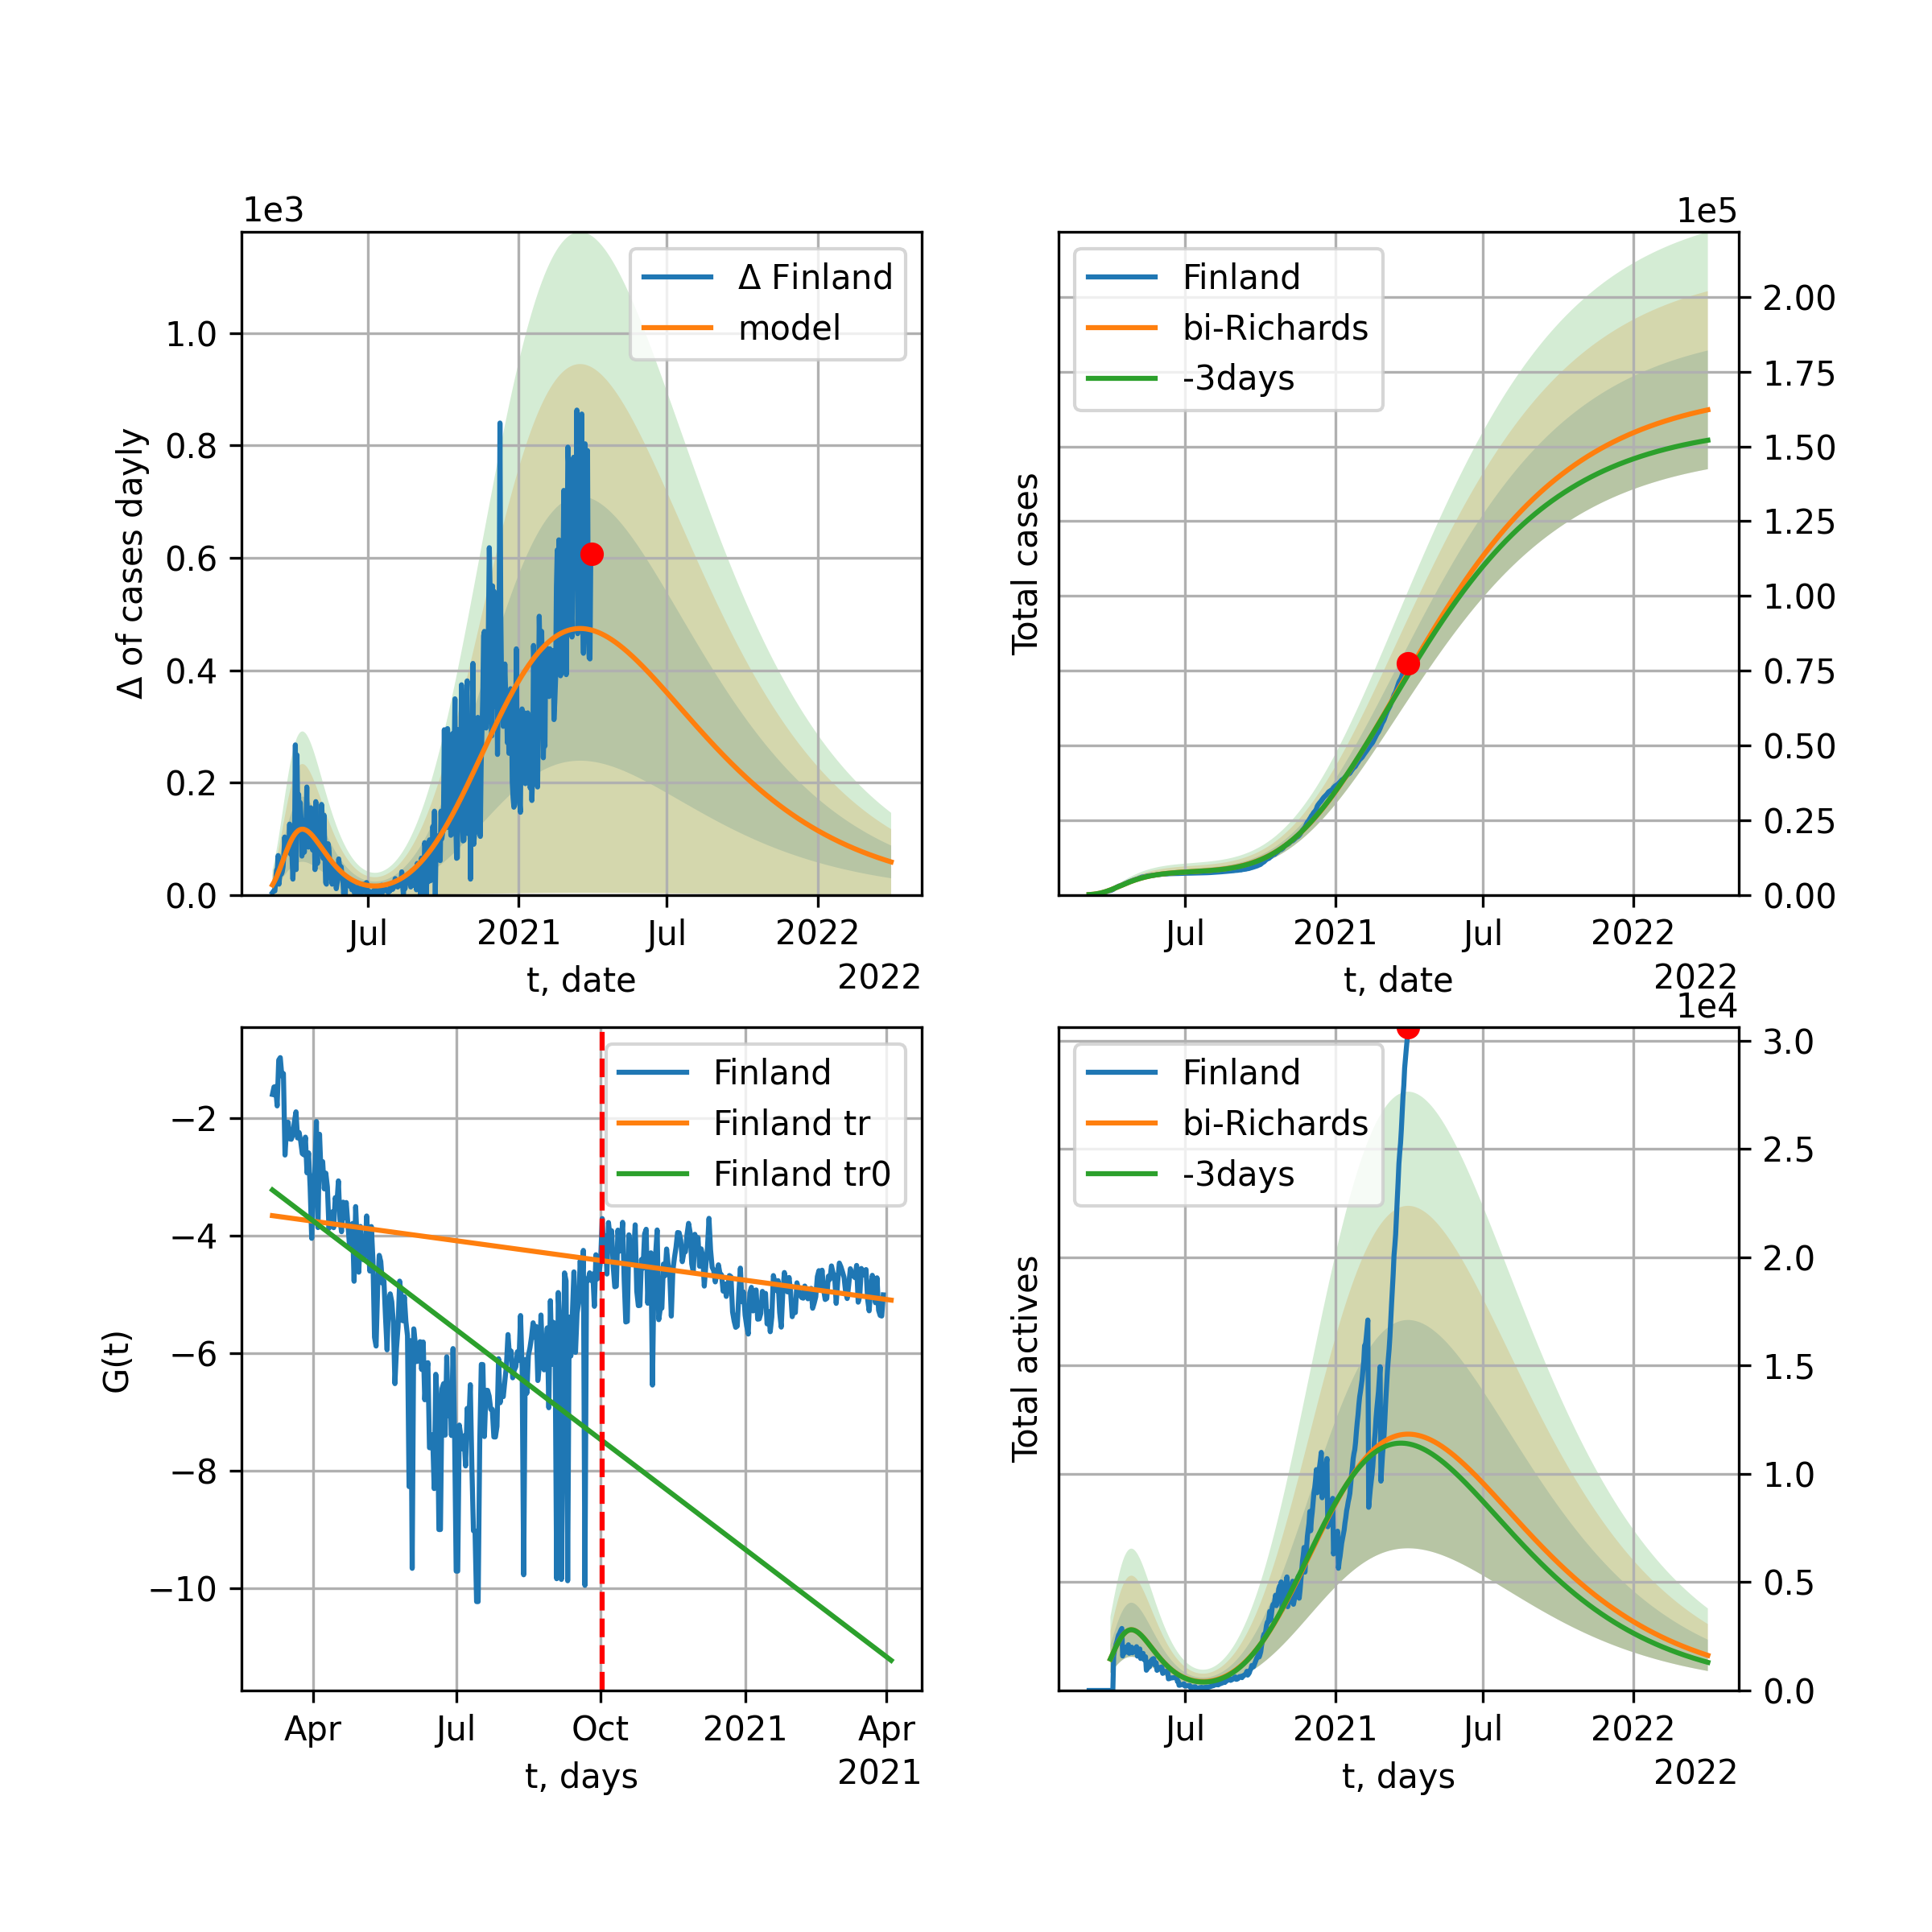 1e3
Δ Finland
model
1.0
0.8
0.6
0.4
0.2
0.0
Δ of cases dayly
Jul
2021
Jul
2022
t, date
2022
1e5
Finland
bi-Richards
-3days
2.00
1.75
1.50
1.25
1.00
0.75
0.50
0.25
0.00
Total cases
Jul
2021
Jul
2022
t, date
2022
Finland
Finland tr
Finland tr0
−2
−4
−6
−8
−10
G(t)
Apr
Jul
Oct
2021
Apr
t, days
2021
1e4
Finland
bi-Richards
-3days
3.0
2.5
2.0
1.5
1.0
0.5
0.0
Total actives
Jul
2021
Jul
2022
t, days
2022